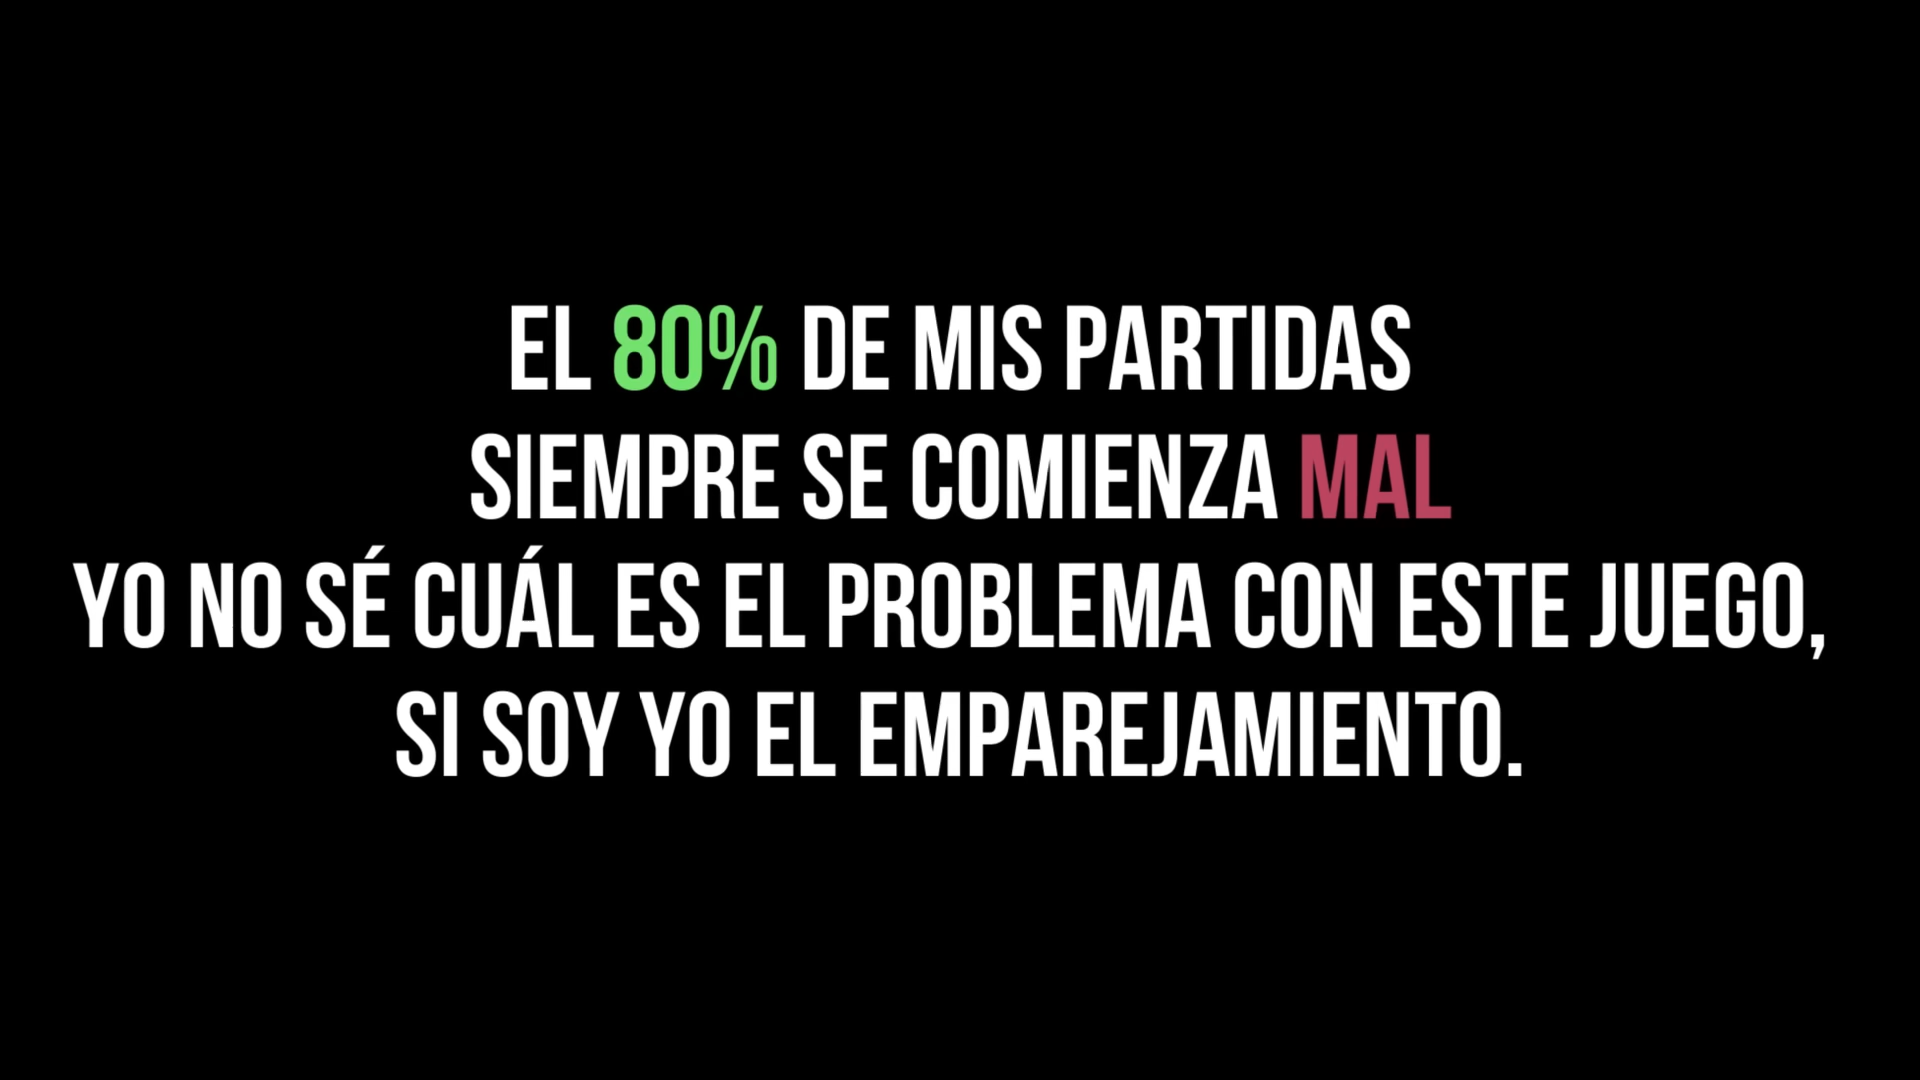 EL 80% DE MIS PARTIDAS
SIEMPRE SE COMIENZA MAL
YO NO SÉ CUÁL ES EL PROBLEMA CON ESTE JUEGO,
SI SOY YO EL EMPAREJAMIENTO.